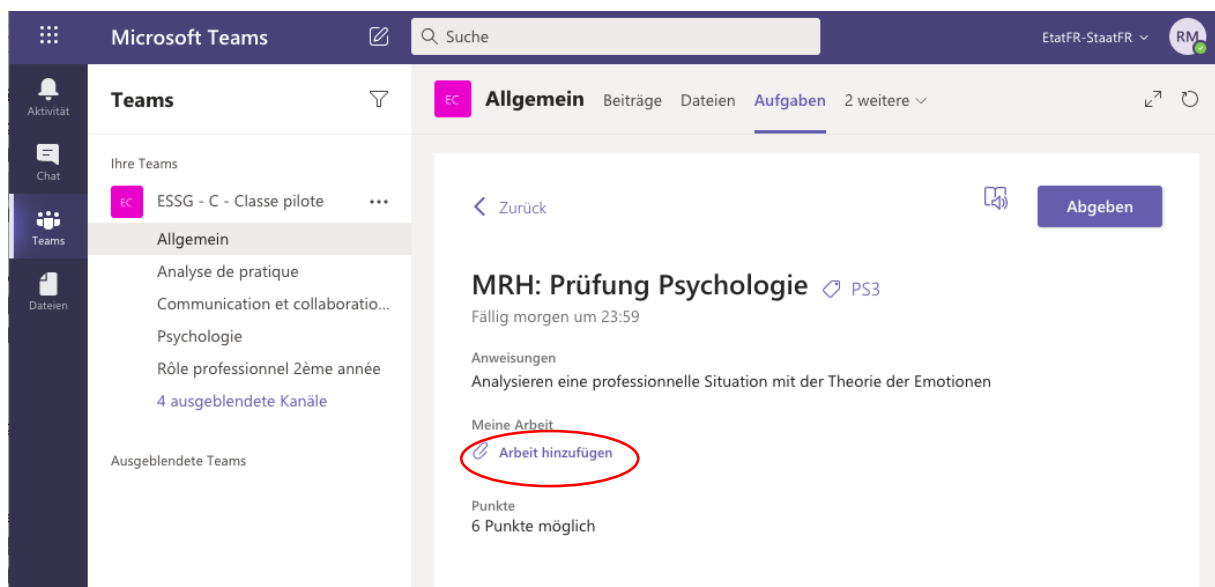 Microsoft Teams
Suche
EtatFR-StaatFR
RM
Aktivität
Chat
Teams
Dateien
Teams
Ihre Teams
EC ESSG - C - Classe pilote ...
Allgemein
Analyse de pratique
Communication et collaboratio...
Psychologie
Rôle professionnel 2ème année
4 ausgeblendete Kanäle
Ausgeblendete Teams
EC Allgemein Beiträge Dateien Aufgaben 2 weitere
Zurück
Abgeben
MRH: Prüfung Psychologie PS3
Fällig morgen um 23:59
Anweisungen
Analysieren eine professionnelle Situation mit der Theorie der Emotionen
Meine Arbeit
Arbeit hinzufügen
Punkte
6 Punkte möglich